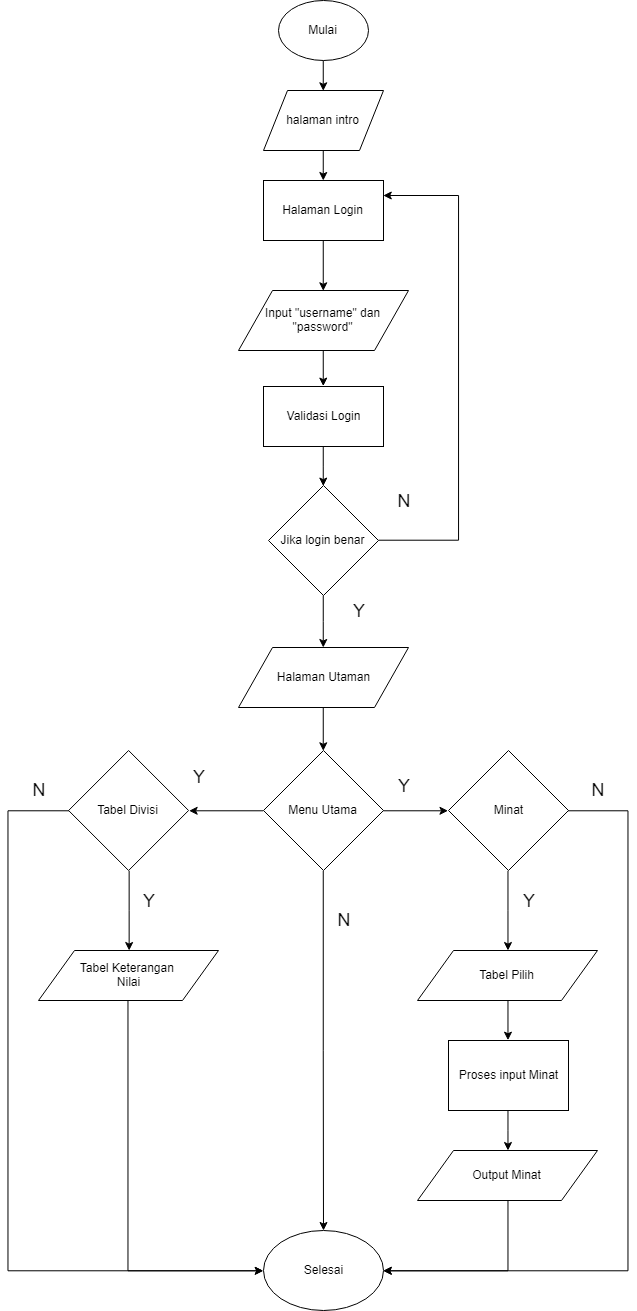 Mulai
halaman intro
Halaman Login
Input "username" dan
"password"
Validasi Login
N
Jika login benar
Y
Halaman Utaman
N
Y
Y
N
Tabel Divisi
Menu Utama
Minat
Y
N
Y
Tabel Keterangan
Nilai
Tabel Pilih
Proses input Minat
Output Minat
Selesai